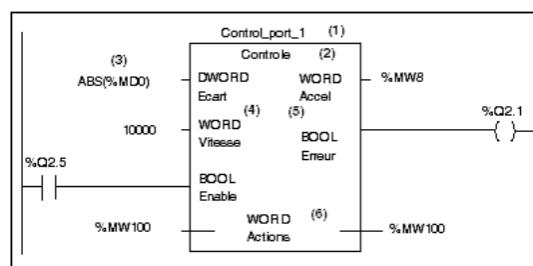 Control_port_1 (1)
Controle (2)
(3)
ABS(%MD0)
DWORD
Ecart
WORD
Accel
%MW8
10000
WORD (4)
Vitesse
(5)
BOOL
Erreur
%Q2.1
%Q2.5
BOOL
Enable
%MW100
WORD (6)
Actions
%MW100